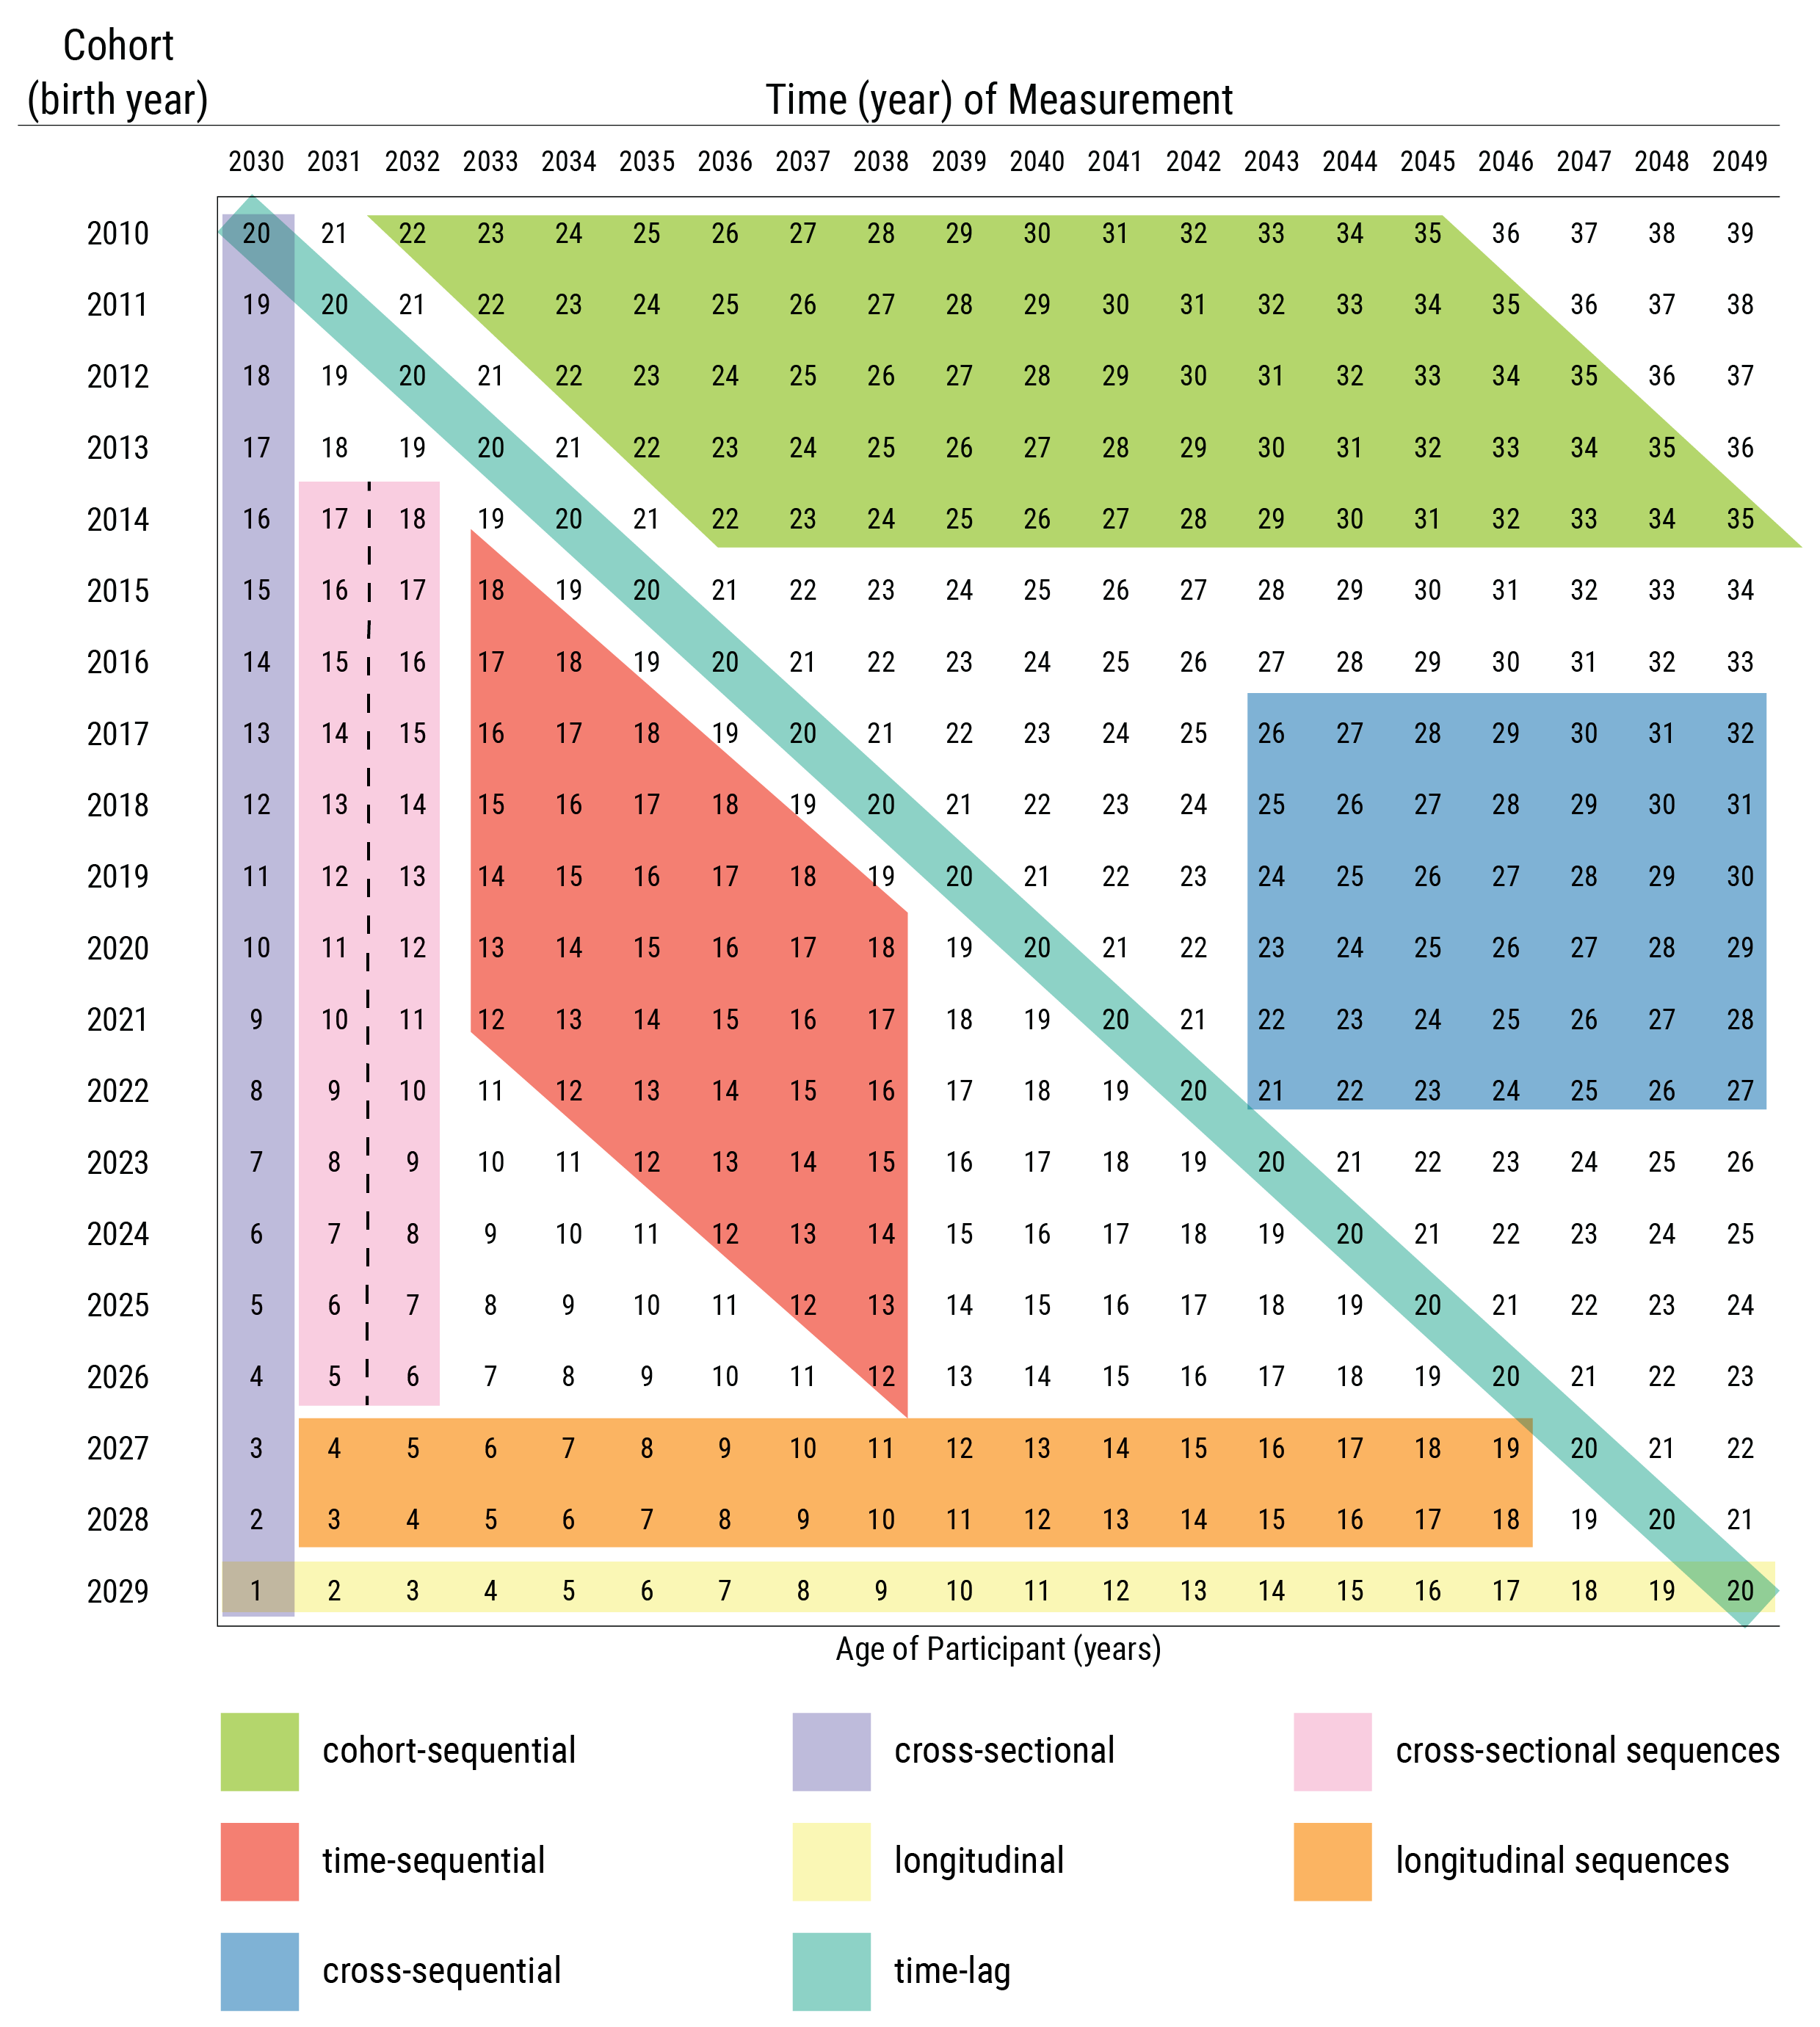 Cohort
(birth year) Time (year) of Measurement
2030 2031 2032 2033 2034 2035 2036 2037 2038 2039 2040 2041 2042 2043 2044 2045 2046 2047 2048 2049
2010 20 21 22 23 24 25 26 27 28 29 30 31 32 33 34 35 36 37 38 39
2011 19 20 21 22 23 24 25 26 27 28 29 30 31 32 33 34 35 36 37 38
2012 18 19 20 21 22 23 24 25 26 27 28 29 30 31 32 33 34 35 36 37
2013 17 18 19 20 21 22 23 24 25 26 27 28 29 30 31 32 33 34 35 36
2014 16 17 18 19 20 21 22 23 24 25 26 27 28 29 30 31 32 33 34 35
2015 15 16 17 18 19 20 21 22 23 24 25 26 27 28 29 30 31 32 33 34
2016 14 15 16 17 18 19 20 21 22 23 24 25 26 27 28 29 30 31 32 33
2017 13 14 15 16 17 18 19 20 21 22 23 24 25 26 27 28 29 30 31 32
2018 12 13 14 15 16 17 18 19 20 21 22 23 24 25 26 27 28 29 30 31
2019 11 12 13 14 15 16 17 18 19 20 21 22 23 24 25 26 27 28 29 30
2020 10 11 12 13 14 15 16 17 18 19 20 21 22 23 24 25 26 27 28 29
2021 9 10 11 12 13 14 15 16 17 18 19 20 21 22 23 24 25 26 27 28
2022 8 9 10 11 12 13 14 15 16 17 18 19 20 21 22 23 24 25 26 27
2023 7 8 9 10 11 12 13 14 15 16 17 18 19 20 21 22 23 24 25 26
2024 6 7 8 9 10 11 12 13 14 15 16 17 18 19 20 21 22 23 24 25
2025 5 6 7 8 9 10 11 12 13 14 15 16 17 18 19 20 21 22 23 24
2026 4 5 6 7 8 9 10 11 12 13 14 15 16 17 18 19 20 21 22 23
2027 3 4 5 6 7 8 9 10 11 12 13 14 15 16 17 18 19 20 21 22
2028 2 3 4 5 6 7 8 9 10 11 12 13 14 15 16 17 18 19 20 21
2029 1 2 3 4 5 6 7 8 9 10 11 12 13 14 15 16 17 18 19 20
Age of Participant (years)
cohort-sequential cross-sectional cross-sectional sequences
time-sequential longitudinal longitudinal sequences
cross-sequential time-lag